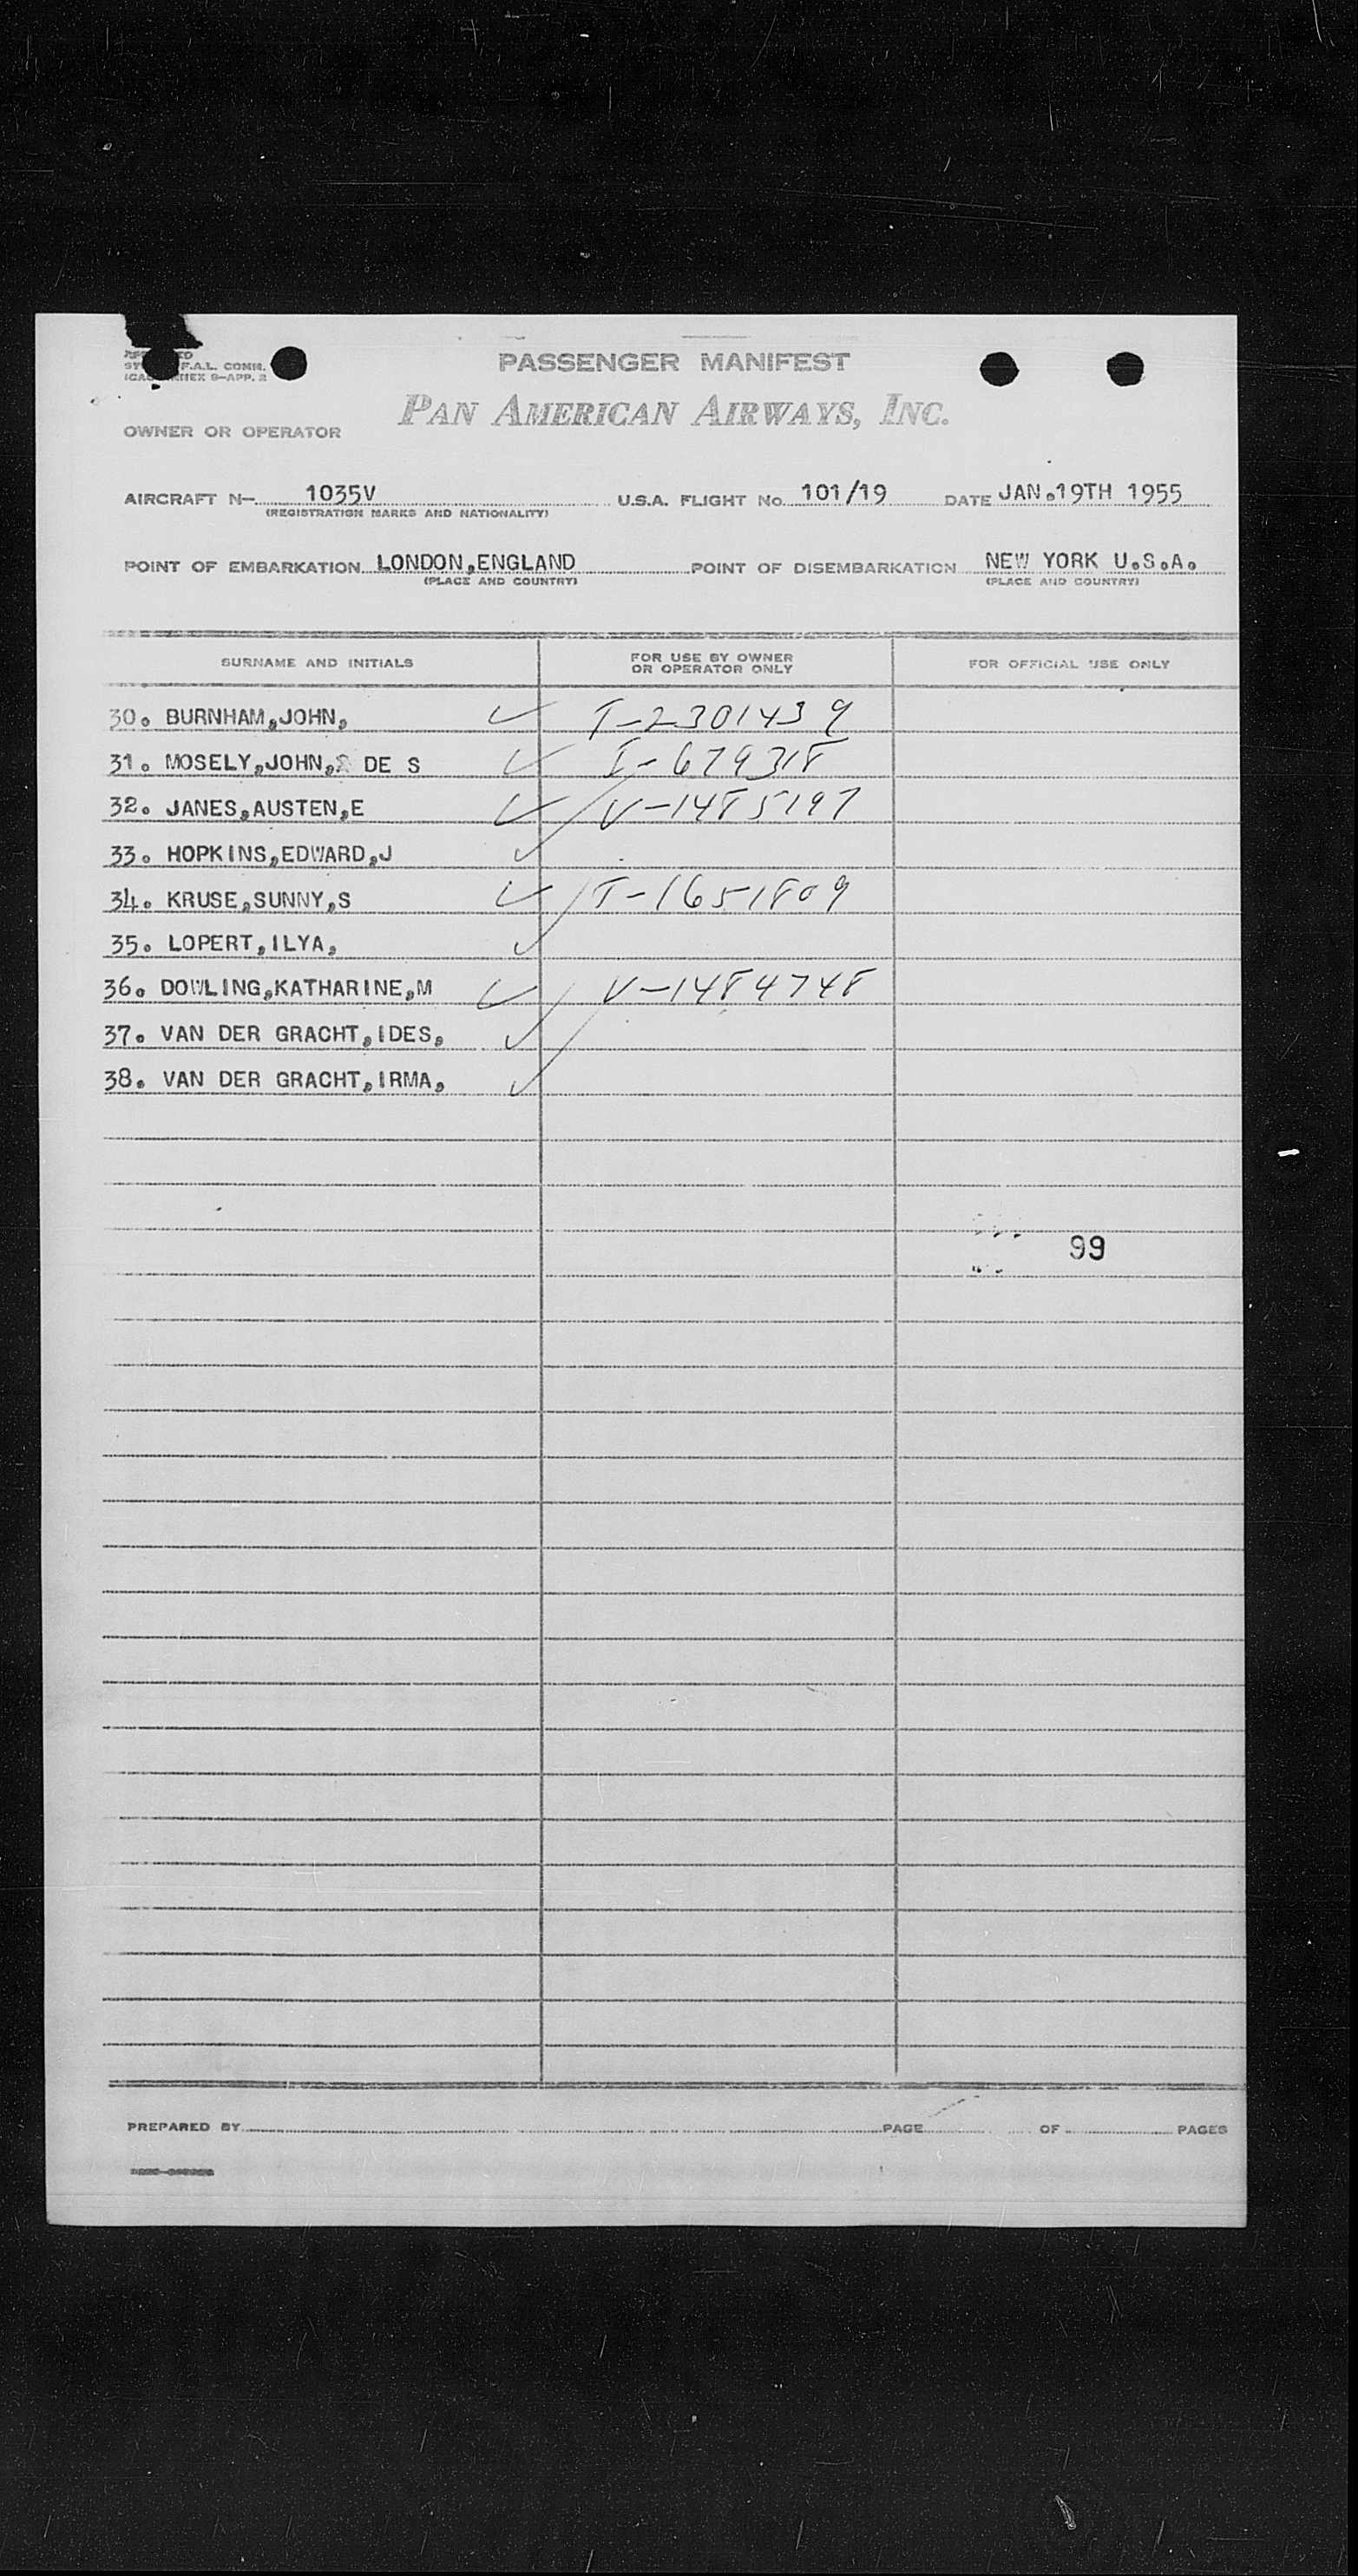 F.A.L. COMM.
PASSENGER MANIFEST
PAN AMERICAN AIRWAYS, INC.
OWNER OR OPERATOR
AIRCRAFT N- 1035V U.S.A. FLIGHT No. 101/19 DATE JAN.19TH 1955
(REGISTRATION MARKS AND NATIONALITY)
POINT OF EMBARKATION LONDON,ENGLAND POINT OF DISEMBARKATION NEW YORK U.S.A.
(PLACE AND COUNTRY) (PLACE AND COUNTRY)
SURNAME AND INITIALS FOR USE BY OWNER OR OPERATOR ONLY FOR OFFICIAL USE ONLY
30. BURNHAM,JOHN, ✓ T-2301439
31. MOSELY,JOHN, DE S ✓ I-679318
32. JANES,AUSTEN,E ✓ V-1485197
33. HOPKINS,EDWARD,J ✓
34. KRUSE,SUNNY,S ✓ T-1651809
35. LOPERT,ILYA, ✓
36. DOWLING,KATHARINE,M ✓ V-1484748
37. VAN DER GRACHT,IDES, ✓
38. VAN DER GRACHT,IRMA, ✓
99
PREPARED BY PAGE OF PAGES